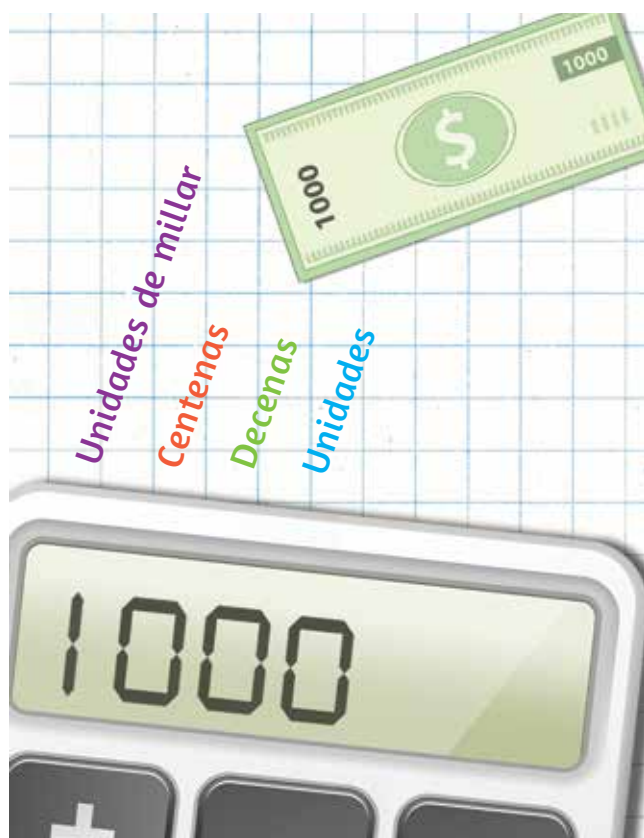 1000
$
1000
Unidades de millar
Centenas
Decenas
Unidades
1000
+